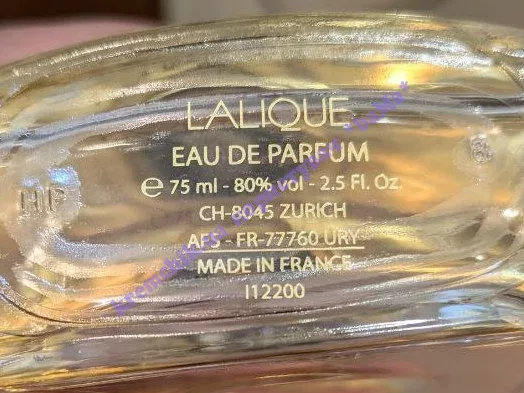 LALIQUE
EAU DE PARFUM
℮ 75 ml - 80% vol - 2.5 Fl. Oz.
CH-8045 ZURICH
AFS - FR-77760 URY
MADE IN FRANCE
I12200
HP